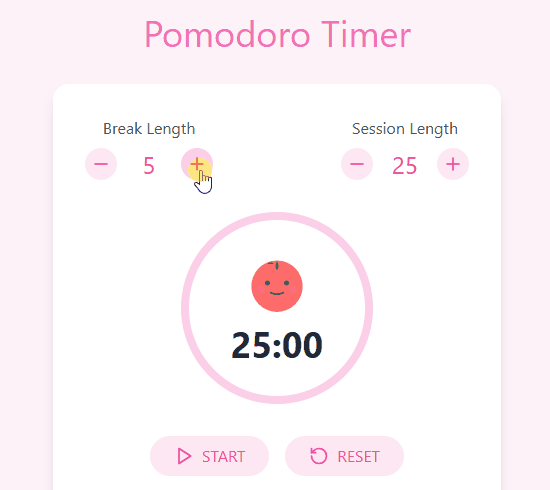 Pomodoro Timer
Break Length
Session Length
5
25
25:00
START
RESET